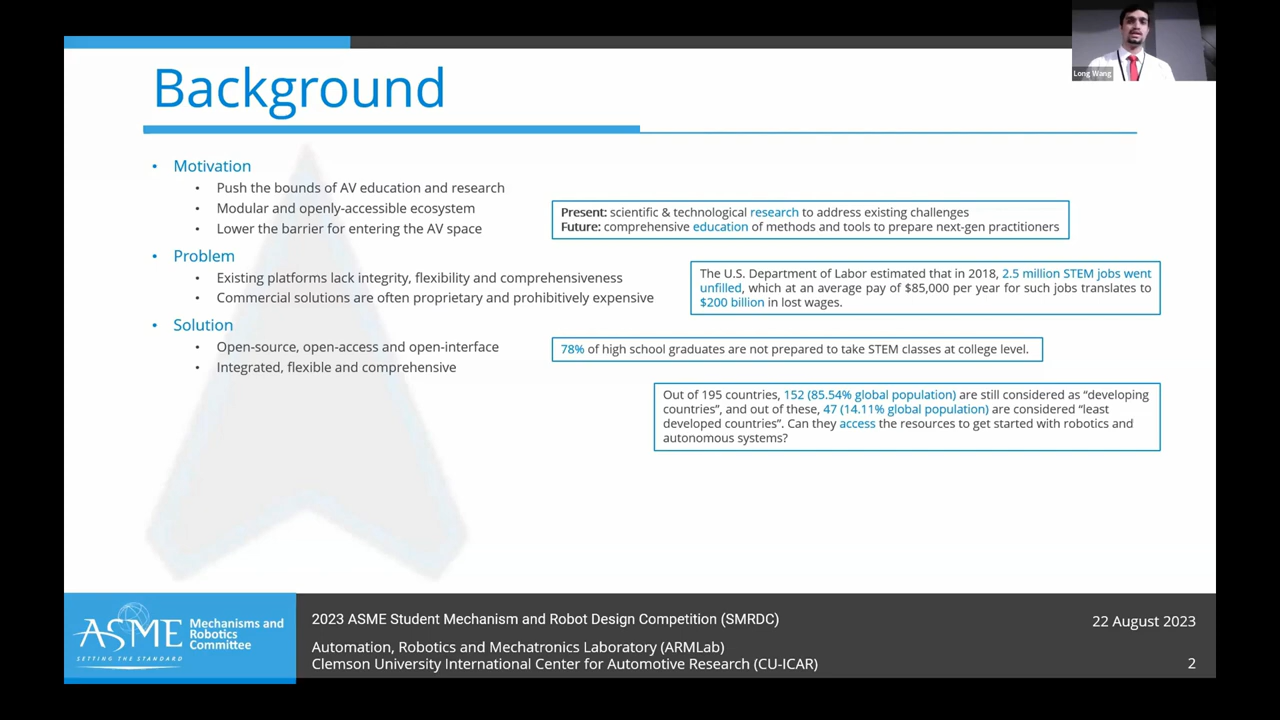 Long Wang
Background
• Motivation
• Push the bounds of AV education and research
• Modular and openly-accessible ecosystem
• Lower the barrier for entering the AV space
Present: scientific & technological research to address existing challenges
Future: comprehensive education of methods and tools to prepare next-gen practitioners
• Problem
• Existing platforms lack integrity, flexibility and comprehensiveness
• Commercial solutions are often proprietary and prohibitively expensive
The U.S. Department of Labor estimated that in 2018, 2.5 million STEM jobs went
unfilled, which at an average pay of $85,000 per year for such jobs translates to
$200 billion in lost wages.
• Solution
• Open-source, open-access and open-interface
• Integrated, flexible and comprehensive
78% of high school graduates are not prepared to take STEM classes at college level.
Out of 195 countries, 152 (85.54% global population) are still considered as “developing
countries”, and out of these, 47 (14.11% global population) are considered “least
developed countries”. Can they access the resources to get started with robotics and
autonomous systems?
ASME
SETTING THE STANDARD
Mechanisms and
Robotics
Committee
2023 ASME Student Mechanism and Robot Design Competition (SMRDC)
Automation, Robotics and Mechatronics Laboratory (ARMLab)
Clemson University International Center for Automotive Research (CU-ICAR)
22 August 2023
2